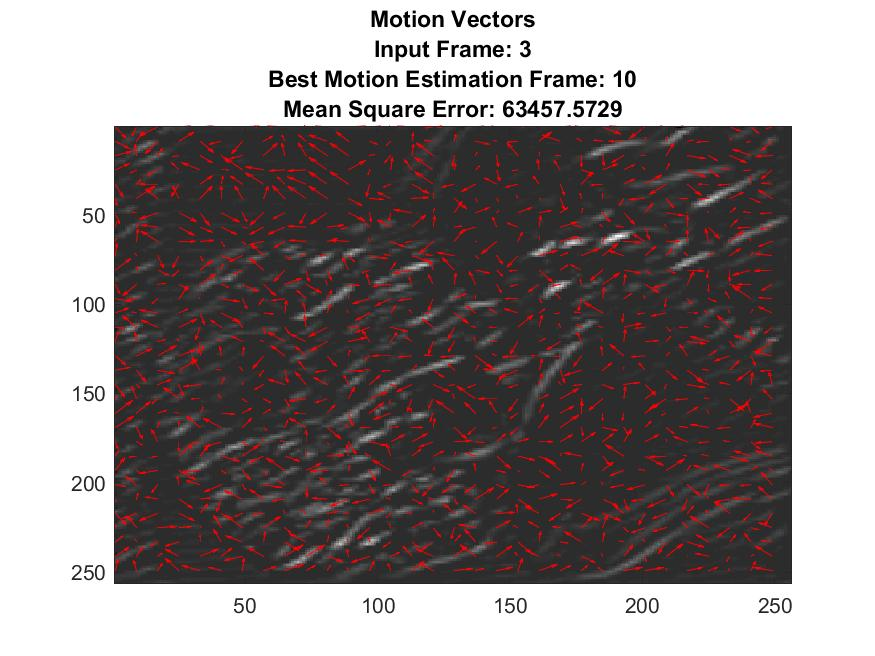 Motion Vectors
Input Frame: 3
Best Motion Estimation Frame: 10
Mean Square Error: 63457.5729
50
100
150
200
250
50 100 150 200 250